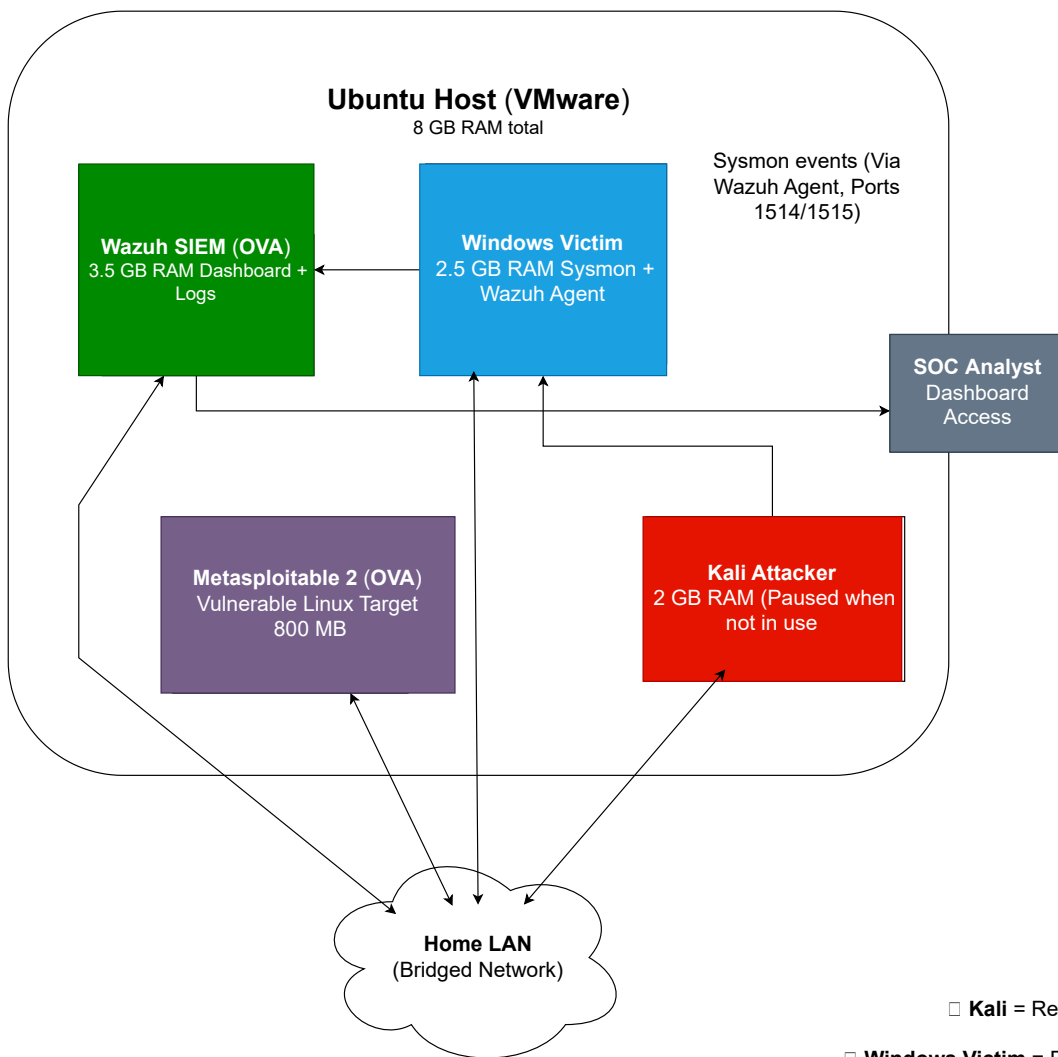 Ubuntu Host (VMware)
8 GB RAM total
Sysmon events (Via
Wazuh Agent, Ports
1514/1515)
Wazuh SIEM (OVA)
3.5 GB RAM Dashboard +
Logs
Windows Victim
2.5 GB RAM Sysmon +
Wazuh Agent
SOC Analyst
Dashboard
Access
Metasploitable 2 (OVA)
Vulnerable Linux Target
800 MB
Kali Attacker
2 GB RAM (Paused when
not in use
Home LAN
(Bridged Network)
Kali = Re
Windows Victim =